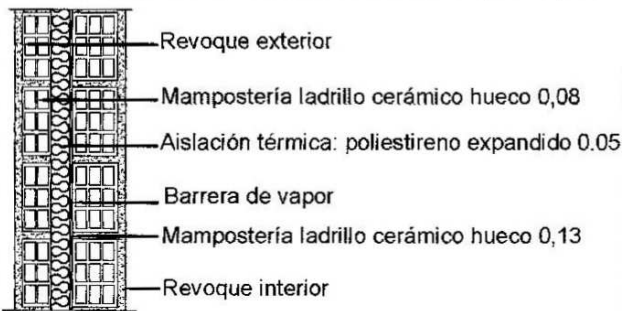 Revoque exterior
Mampostería ladrillo cerámico hueco 0,08
Aislación térmica: poliestireno expandido 0.05
Barrera de vapor
Mampostería ladrillo cerámico hueco 0,13
Revoque interior